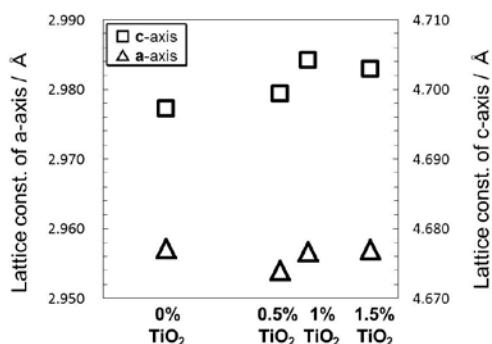 Lattice const. of a-axis / Å
2.990
2.980
2.970
2.960
2.950
c-axis
a-axis
4.710
4.700
4.690
4.680
4.670
Lattice const. of c-axis / Å
0% 0.5% 1% 1.5%
TiO2 TiO2 TiO2 TiO2